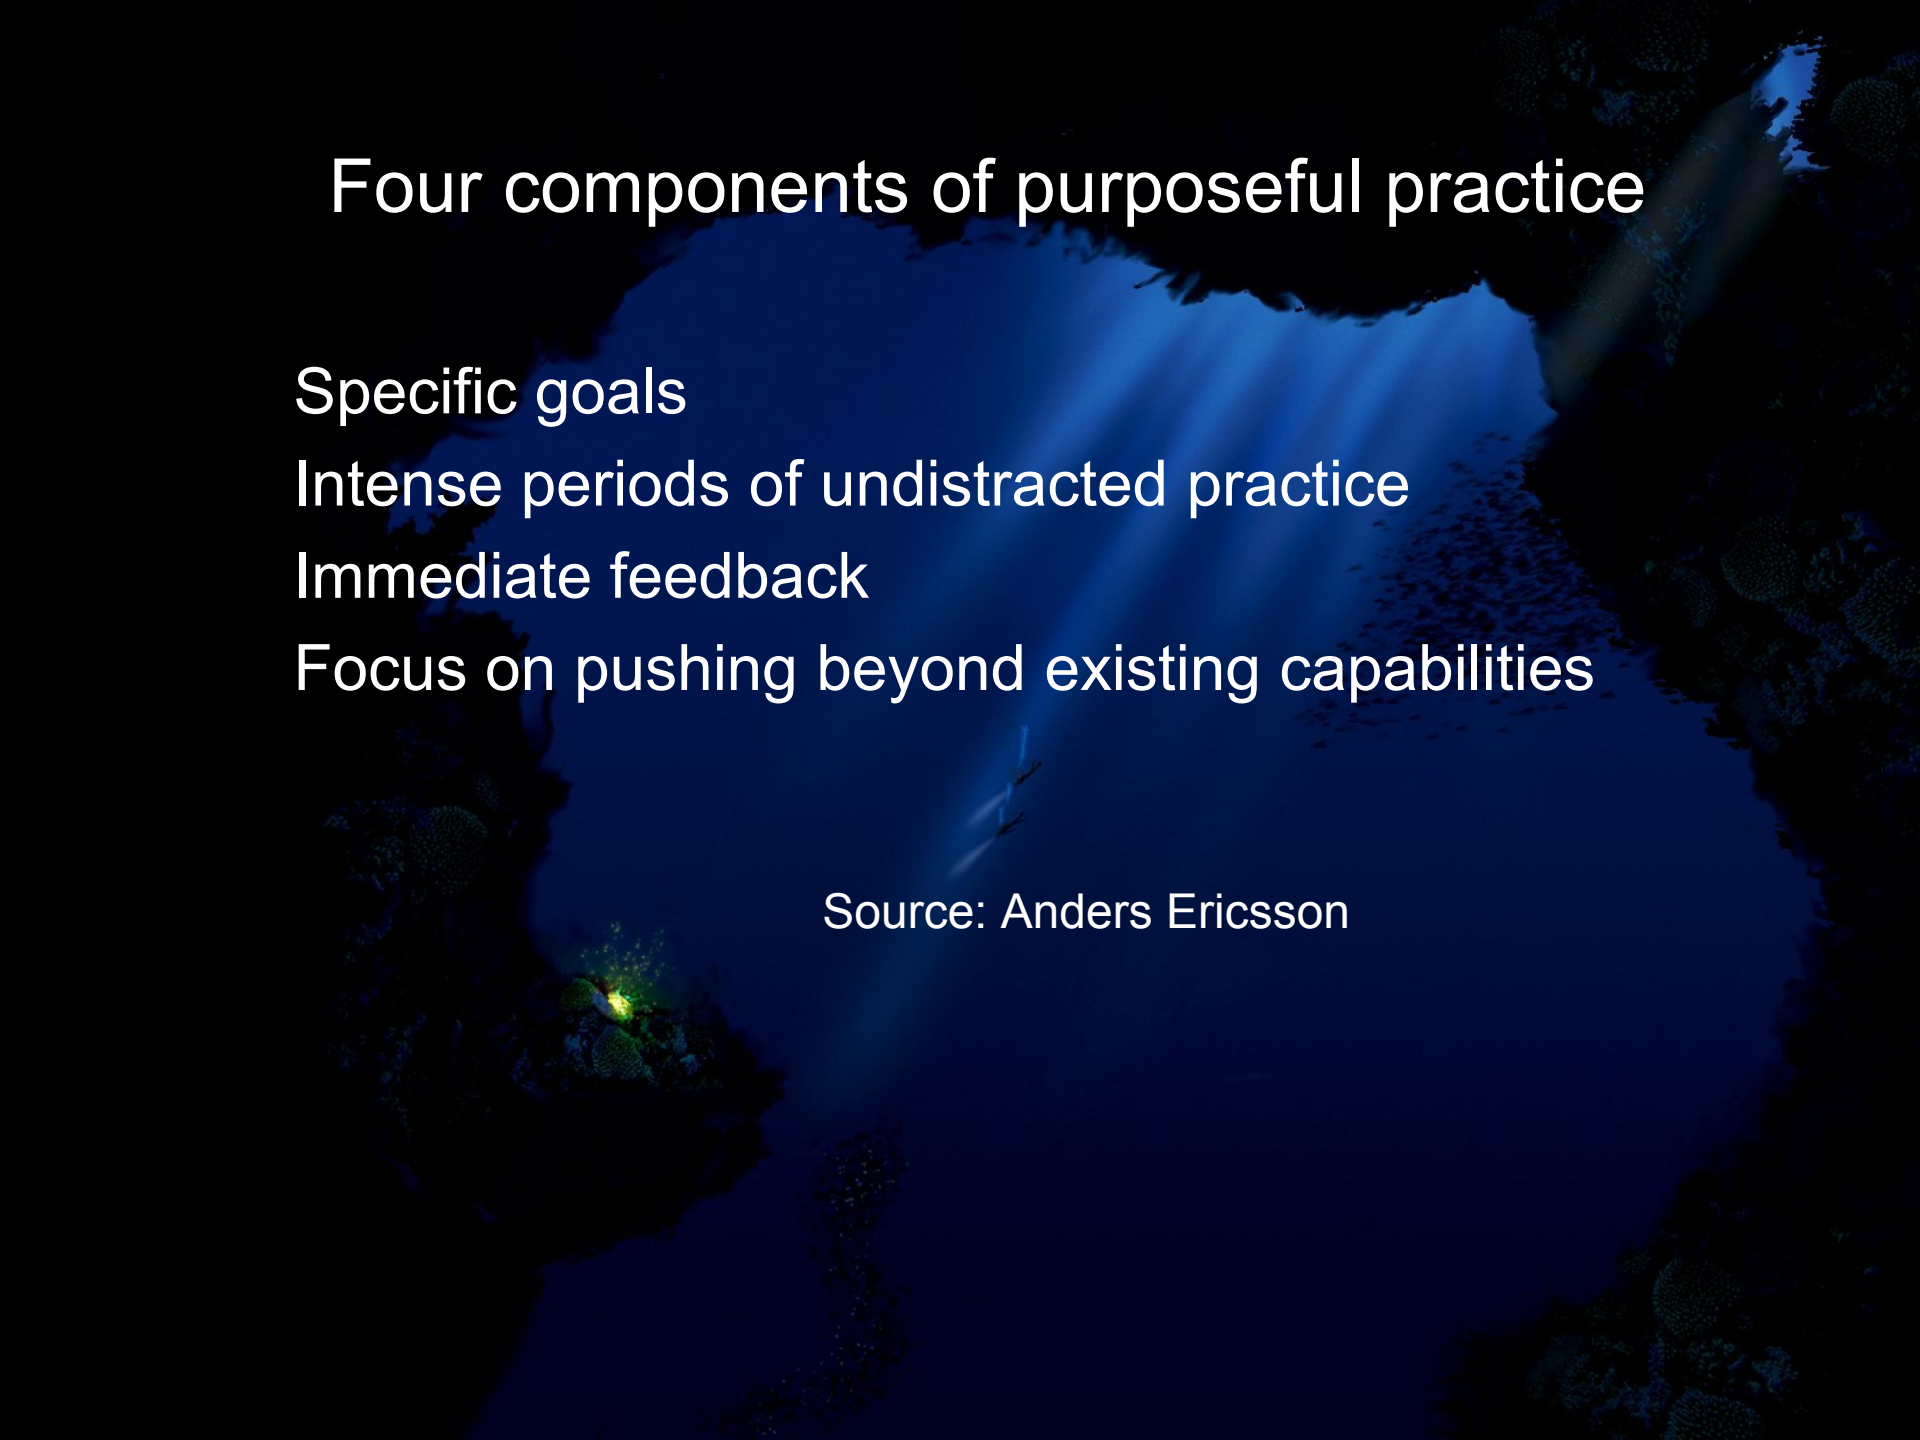 Four components of purposeful practice
Specific goals
Intense periods of undistracted practice
Immediate feedback
Focus on pushing beyond existing capabilities
Source: Anders Ericsson